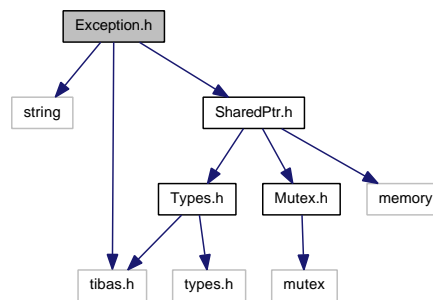 Exception.h
string
SharedPtr.h
Types.h
Mutex.h
memory
tibas.h
types.h
mutex